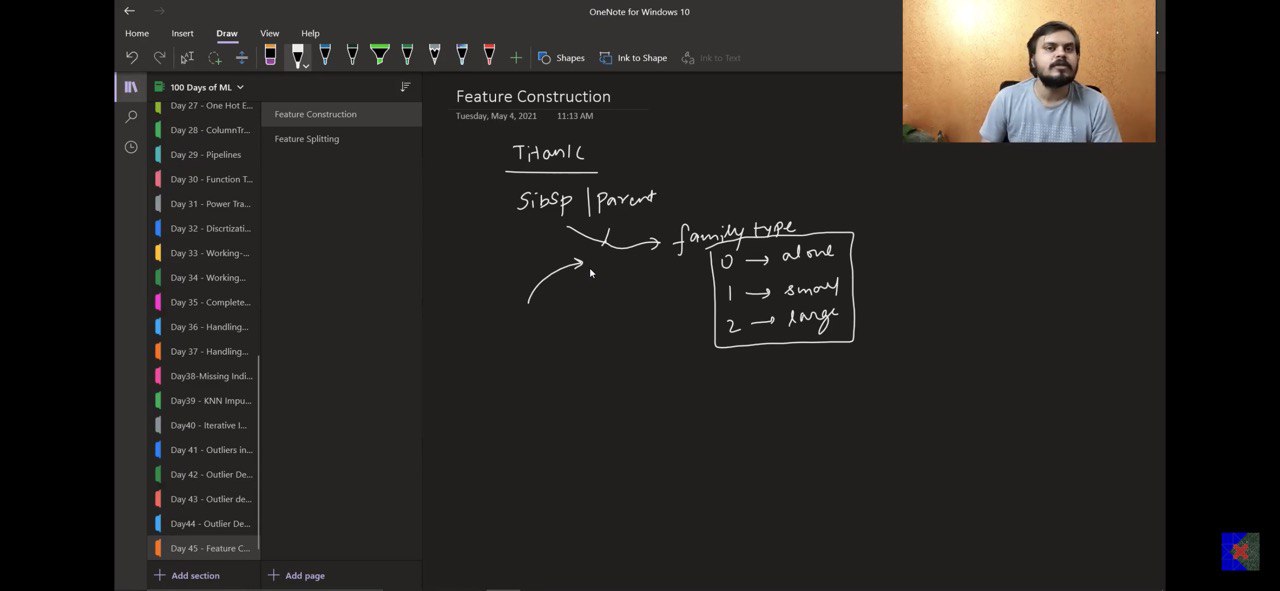 OneNote for Windows 10
Home Insert Draw View Help
Shapes Ink to Shape Ink to Text
100 Days of ML
Day 27 - One Hot E...
Day 28 - ColumnTr...
Day 29 - Pipelines
Day 30 - Function T...
Day 31 - Power Tra...
Day 32 - Discrtizati...
Day 33 - Working-...
Day 34 - Working...
Day 35 - Complete...
Day 36 - Handling...
Day 37 - Handling...
Day38-Missing Indi...
Day39 - KNN Impu...
Day40 - Iterative I...
Day 41 - Outliers in...
Day 42 - Outlier De...
Day 43 - Outlier de...
Day44 - Outlier De...
Day 45 - Feature C...
Add section
Feature Construction
Feature Splitting
Add page
Feature Construction
Tuesday, May 4, 2021 11:13 AM
Titanic
SibSp | Parent
family type
0 → alone
1 → small
2 → large